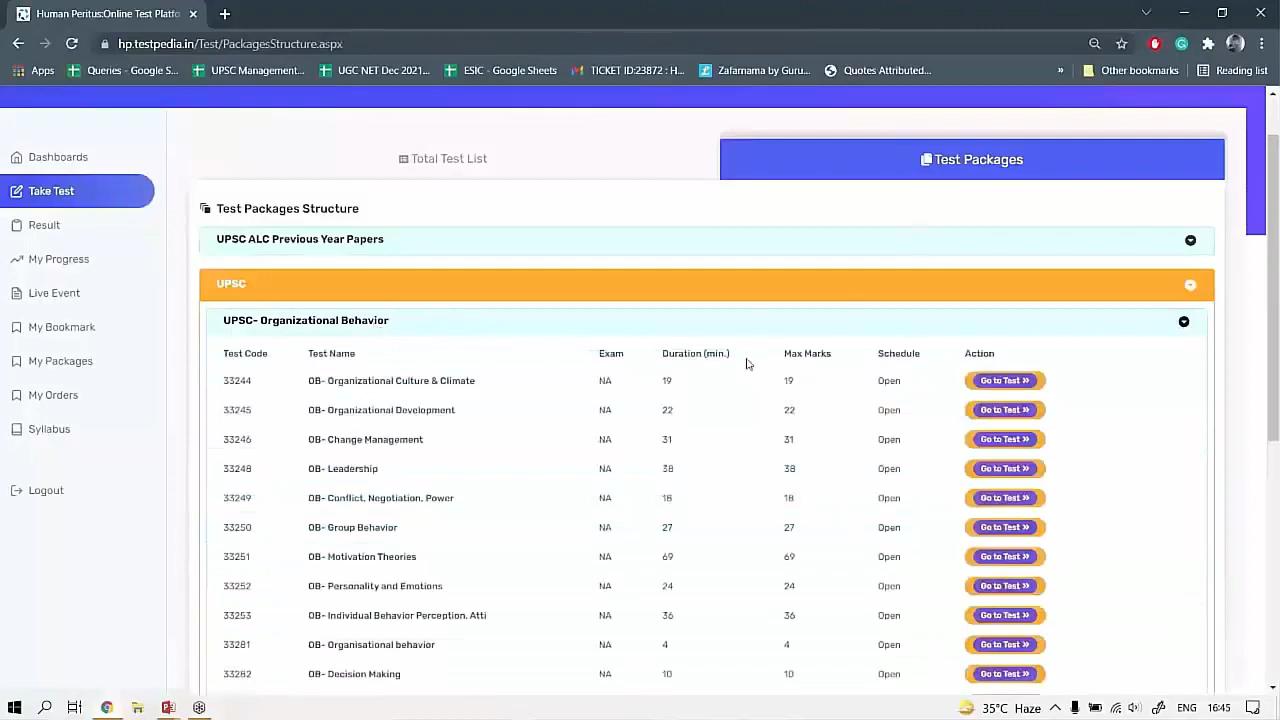 Human Peritus:Online Test Platfo
hp.testpedia.in/Test/PackagesStructure.aspx
Apps Queries - Google S... UPSC Management... UGC NET Dec 2021... ESIC - Google Sheets TICKET ID:23872 : H... Zafarnama by Guru... Quotes Attributed... » Other bookmarks Reading list
Dashboards
Take Test
Result
My Progress
Live Event
My Bookmark
My Packages
My Orders
Syllabus
Logout
Total Test List Test Packages
Test Packages Structure
UPSC ALC Previous Year Papers
UPSC
UPSC- Organizational Behavior
Test Code Test Name Exam Duration (min.) Max Marks Schedule Action
33244 OB- Organizational Culture & Climate NA 19 19 Open Go to Test »
33245 OB- Organizational Development NA 22 22 Open Go to Test »
33246 OB- Change Management NA 31 31 Open Go to Test »
33248 OB- Leadership NA 38 38 Open Go to Test »
33249 OB- Conflict, Negotiation, Power NA 18 18 Open Go to Test »
33250 OB- Group Behavior NA 27 27 Open Go to Test »
33251 OB- Motivation Theories NA 69 69 Open Go to Test »
33252 OB- Personality and Emotions NA 24 24 Open Go to Test »
33253 OB- Individual Behavior Perception, Atti NA 36 36 Open Go to Test »
33281 OB- Organisational behavior NA 4 4 Open Go to Test »
33282 OB- Decision Making NA 10 10 Open Go to Test »
35°C Haze ENG 16:45